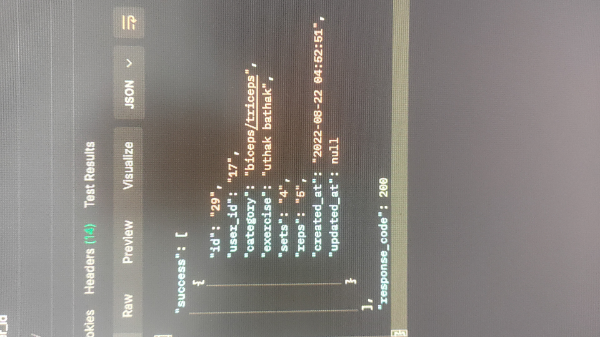 Headers (14) Test Results
Raw Preview Visualize JSON
"success": [
{
"id": "29",
"user_id": "17",
"category": "biceps/triceps",
"exercise": "uthak bathak",
"sets": "4",
"reps": "5",
"created_at": "2022-08-22 04:52:51",
"updated_at": null
}
],
"response_code": 200